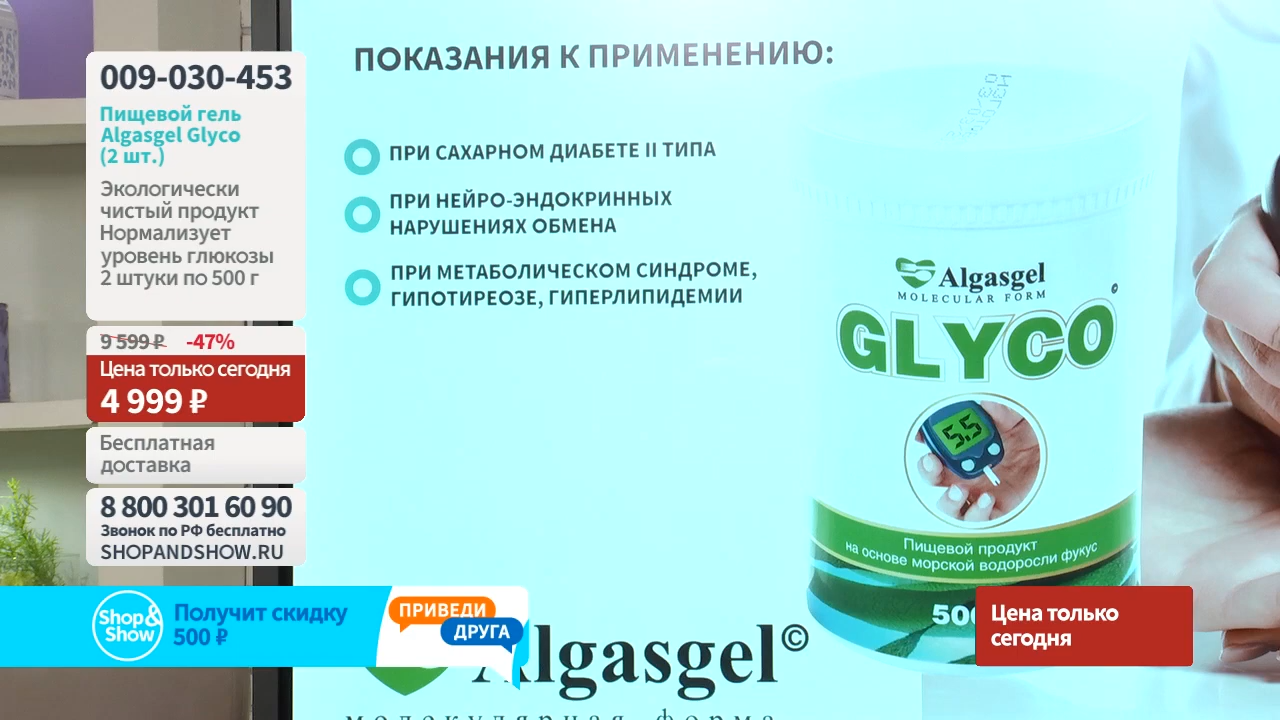 009-030-453
Пищевой гель
Algasgel Glyco
(2 шт.)
Экологически
чистый продукт
Нормализует
уровень глюкозы
2 штуки по 500 г
9 599 ₽ -47%
Цена только сегодня
4 999 ₽
Бесплатная
доставка
8 800 301 60 90
Звонок по РФ бесплатно
SHOPANDSHOW.RU
Shop&
Show
Получит скидку
500 ₽
ПРИВЕДИ
ДРУГА
ПОКАЗАНИЯ К ПРИМЕНЕНИЮ:
ПРИ САХАРНОМ ДИАБЕТЕ II ТИПА
ПРИ НЕЙРО-ЭНДОКРИННЫХ
НАРУШЕНИЯХ ОБМЕНА
ПРИ МЕТАБОЛИЧЕСКОМ СИНДРОМЕ,
ГИПОТИРЕОЗЕ, ГИПЕРЛИПИДЕМИИ
Algasgel
MOLECULAR FORM
GLYCO©
5.5
Пищевой продукт
на основе морской водоросли фукус
500
Цена только
сегодня
Algasgel©
молекулярная форма